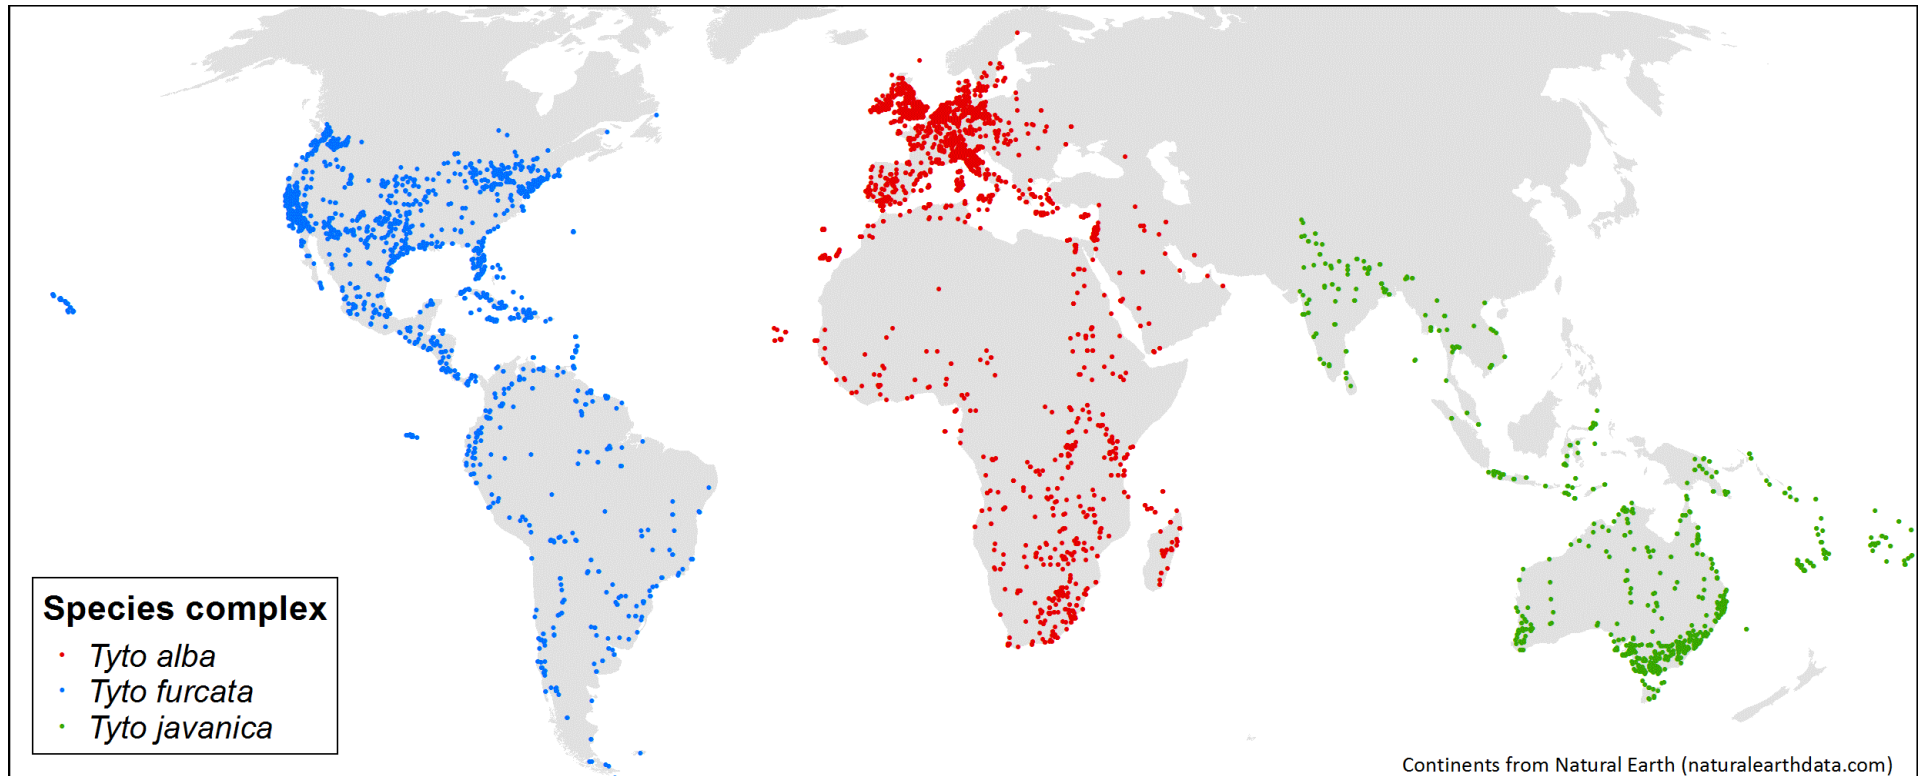 Species complex
Tyto alba
Tyto furcata
Tyto javanica
Continents from Natural Earth (naturalearthdata.com)